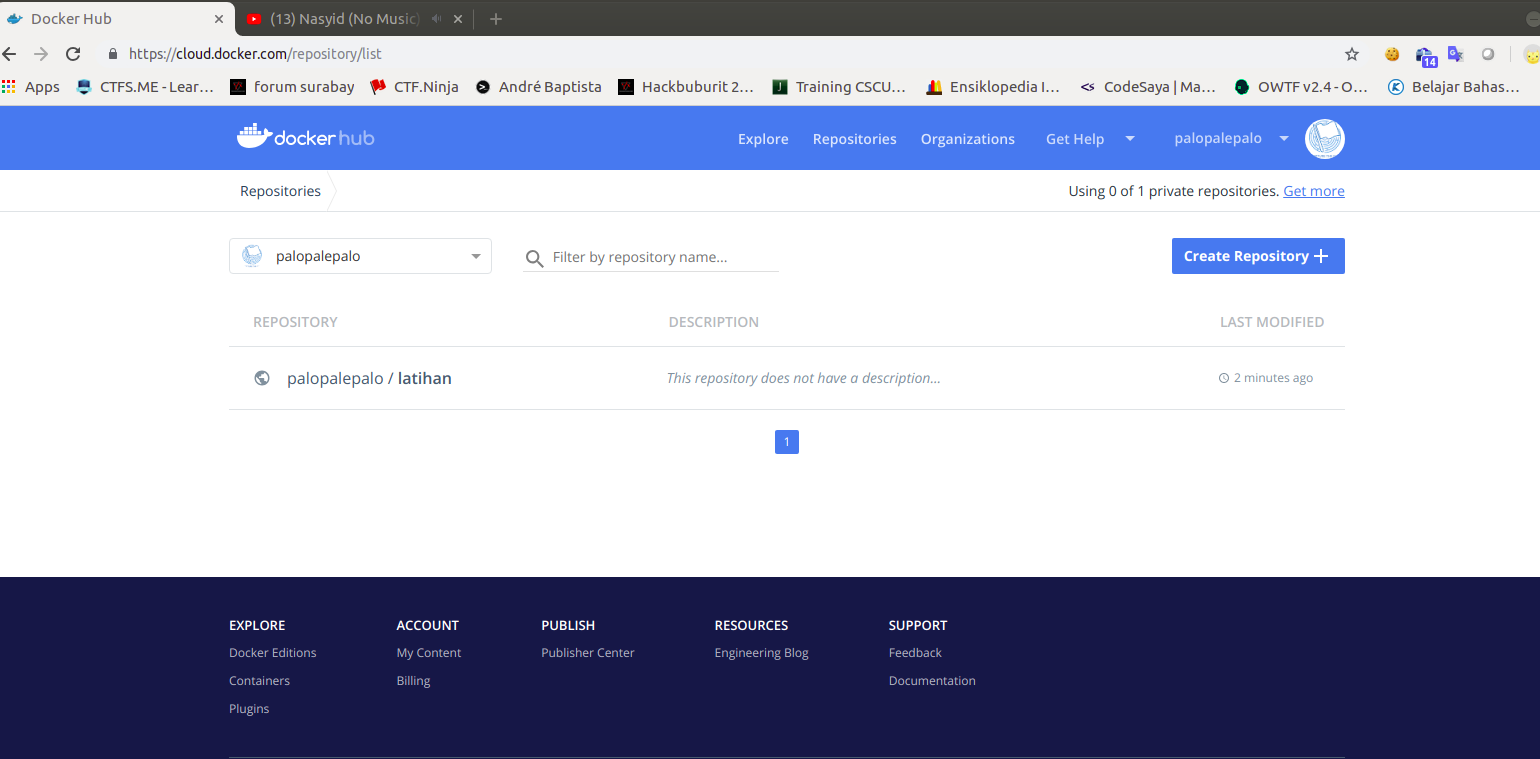 Docker Hub
(13) Nasyid (No Music)
https://cloud.docker.com/repository/list
14
Apps
CTFS.ME - Lear...
forum surabay
CTF.Ninja
André Baptista
Hackbuburit 2...
Training CSCU...
Ensiklopedia I...
CodeSaya | Ma...
OWTF v2.4 - O...
Belajar Bahas...
docker hub
Explore
Repositories
Organizations
Get Help
palopalepalo
Repositories
Using 0 of 1 private repositories. Get more
palopalepalo
Filter by repository name...
Create Repository
REPOSITORY
DESCRIPTION
LAST MODIFIED
palopalepalo / latihan
This repository does not have a description...
2 minutes ago
1
EXPLORE
Docker Editions
Containers
Plugins
ACCOUNT
My Content
Billing
PUBLISH
Publisher Center
RESOURCES
Engineering Blog
SUPPORT
Feedback
Documentation